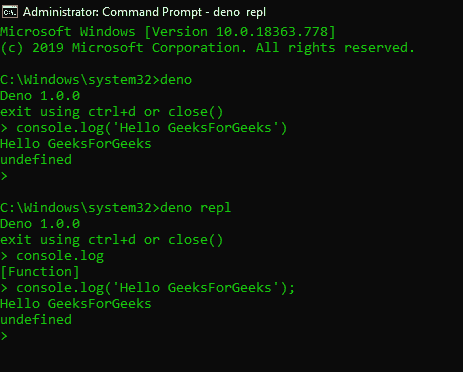 Administrator: Command Prompt - deno  repl
Microsoft Windows [Version 10.0.18363.778]
(c) 2019 Microsoft Corporation. All rights reserved.
C:\Windows\system32>deno
Deno 1.0.0
exit using ctrl+d or close()
> console.log('Hello GeeksForGeeks')
Hello GeeksForGeeks
undefined
>
C:\Windows\system32>deno repl
Deno 1.0.0
exit using ctrl+d or close()
> console.log
[Function]
> console.log('Hello GeeksForGeeks');
Hello GeeksForGeeks
undefined
>